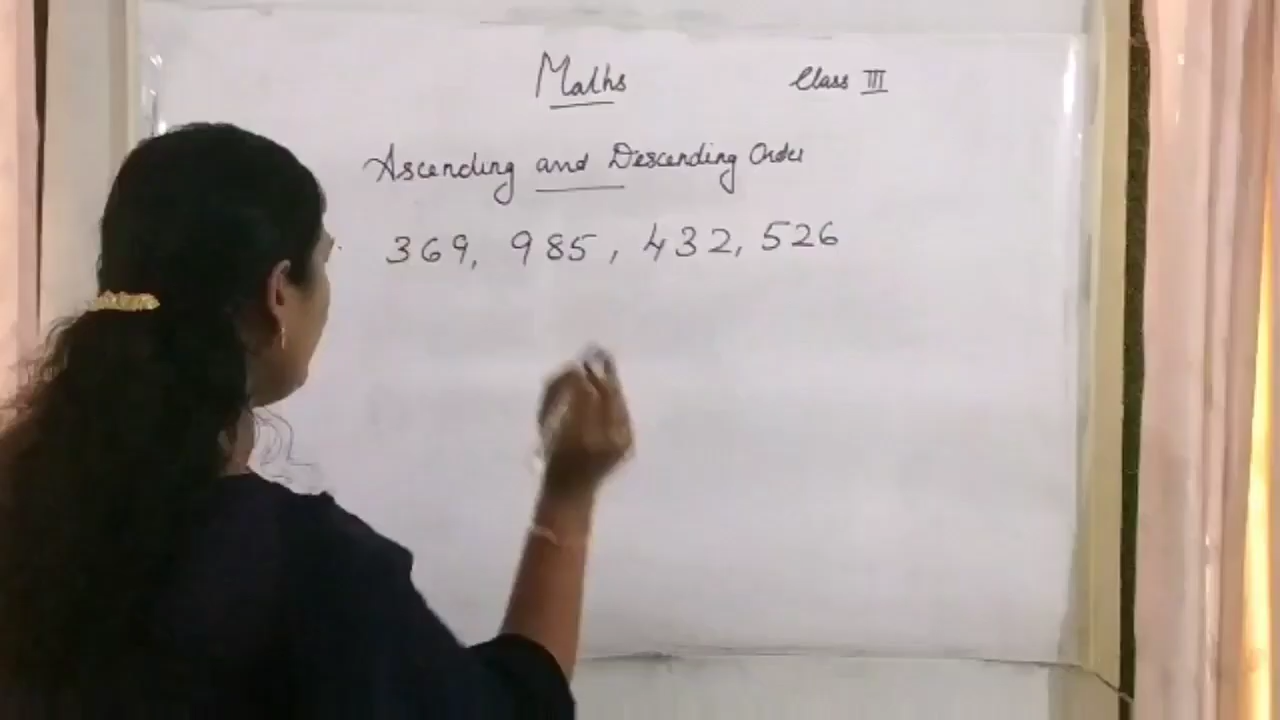 Maths Class III
Ascending and Descending Order
369, 985, 432, 526